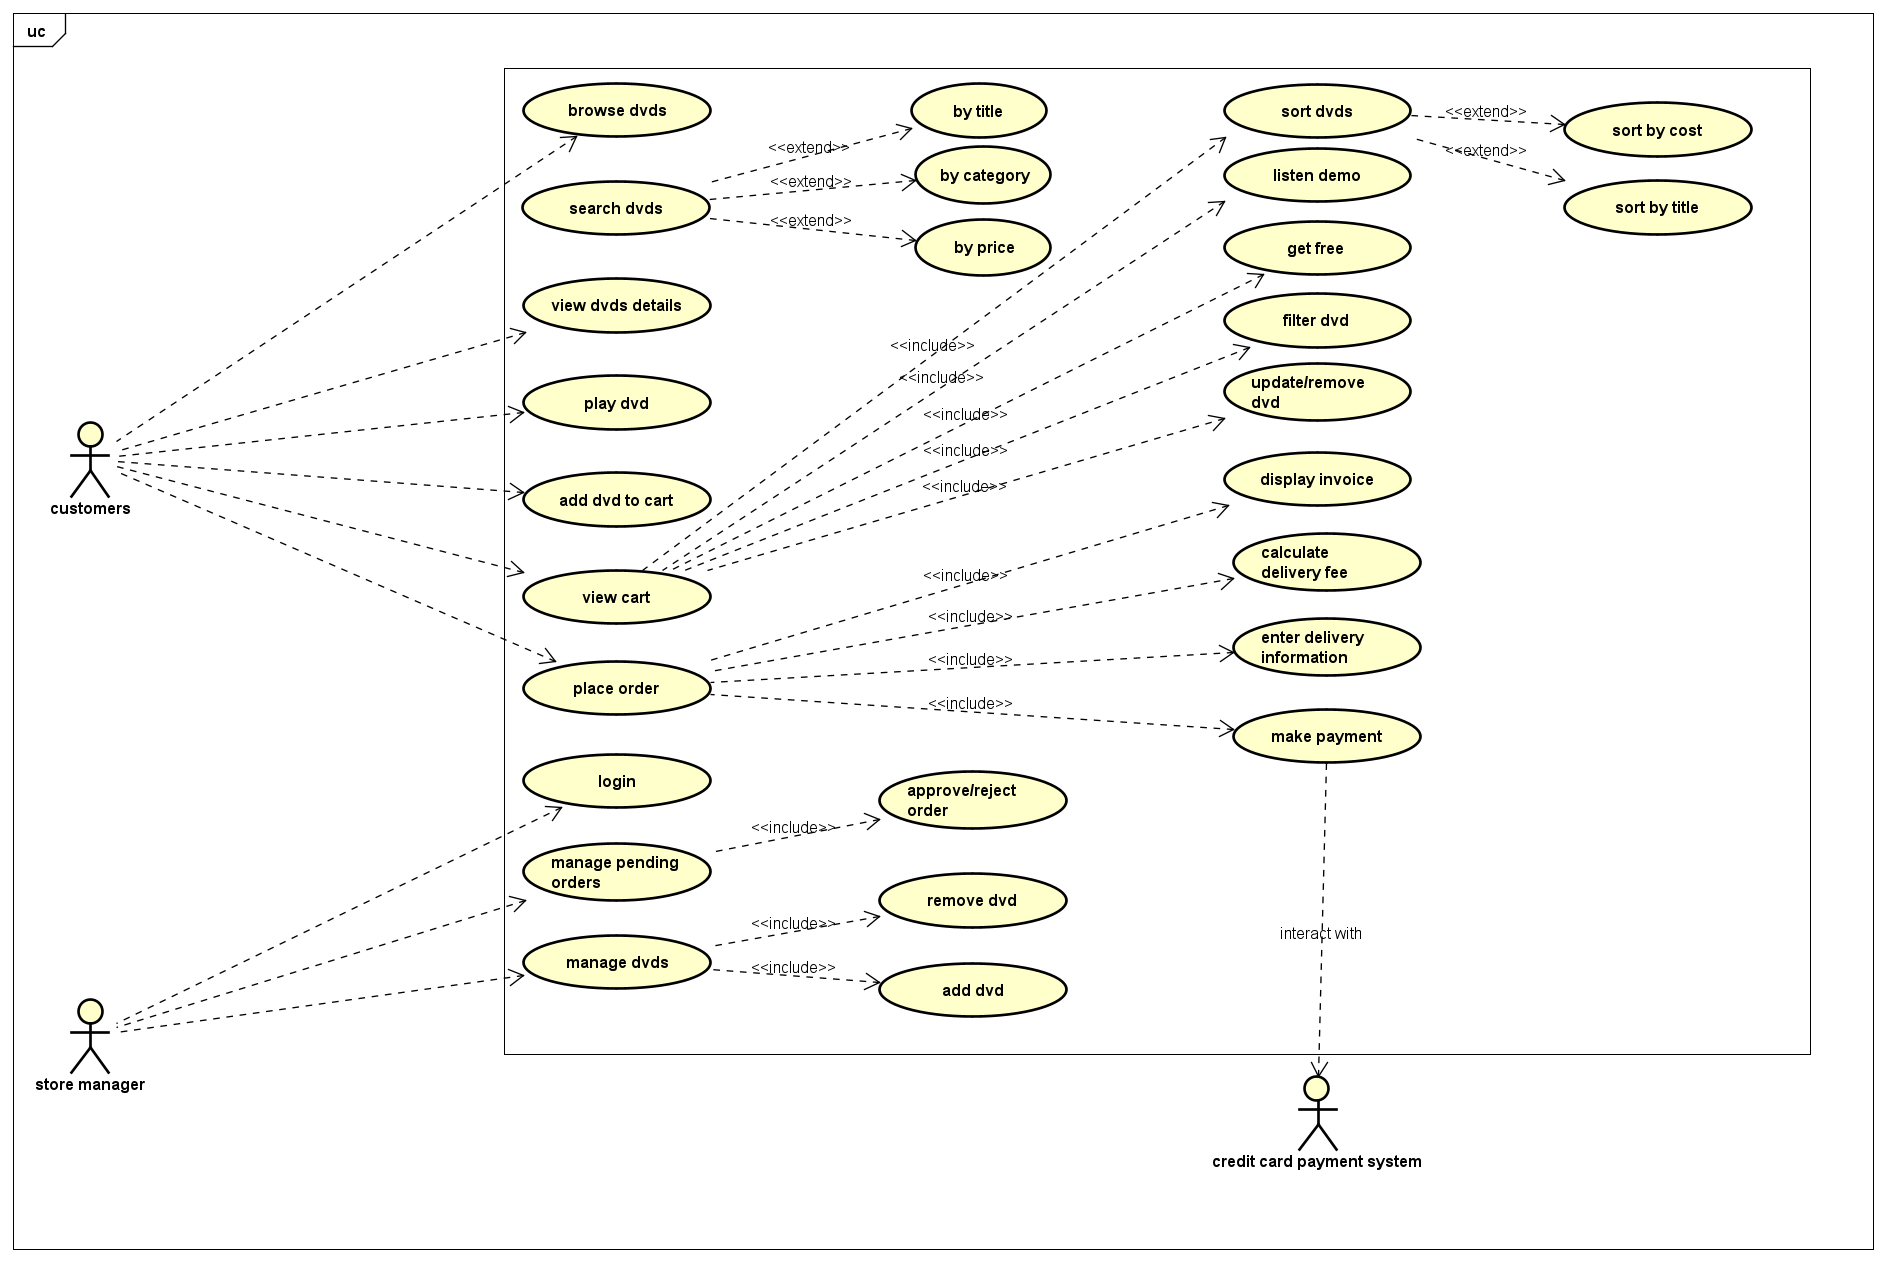 uc
browse dvds
by title
sort dvds
<<extend>>
sort by cost
<<extend>>
<<extend>>
by category
listen demo
<<extend>>
search dvds
sort by title
<<extend>>
by price
get free
view dvds details
filter dvd
<<include>>
<<include>>
update/remove
dvd
play dvd
<<include>>
<<include>>
display invoice
<<include>>
add dvd to cart
customers
calculate
delivery fee
<<include>>
view cart
<<include>>
enter delivery
information
<<include>>
place order
<<include>>
make payment
login
approve/reject
order
<<include>>
manage pending
orders
remove dvd
<<include>>
interact with
manage dvds
<<include>>
add dvd
store manager
credit card payment system